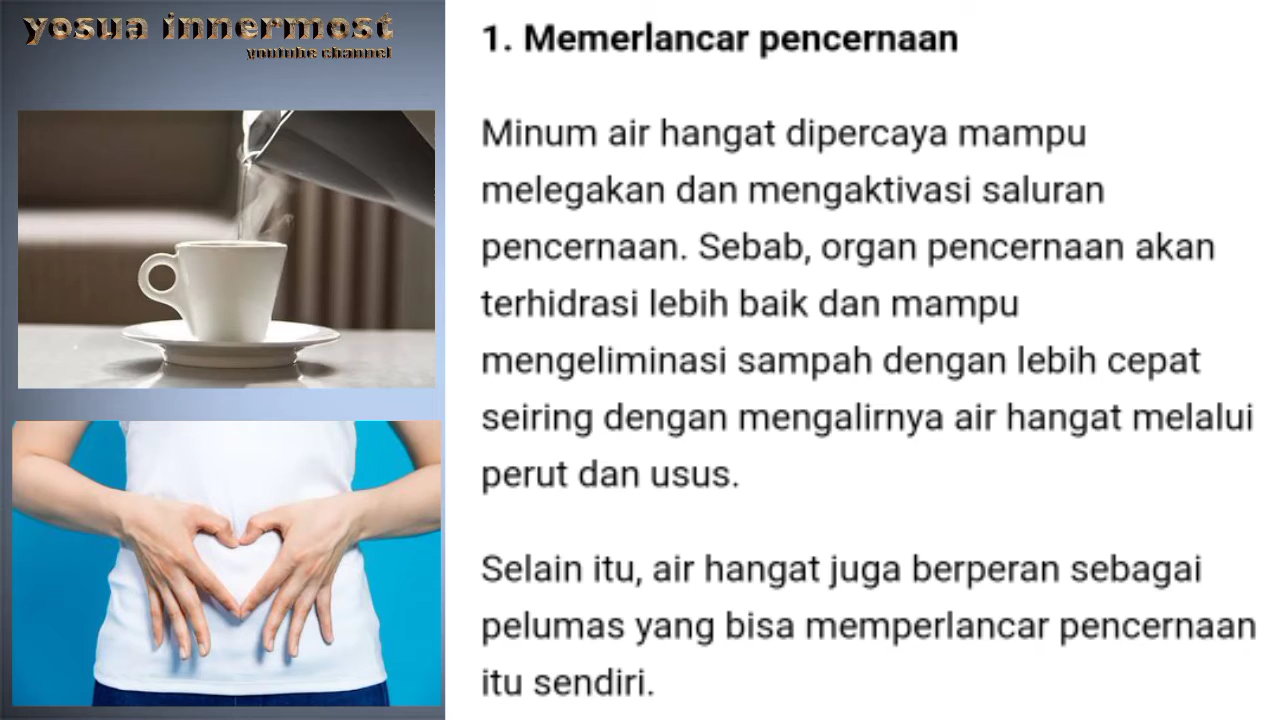 yosua innermost
youtube channel
1. Memerlancar pencernaan
Minum air hangat dipercaya mampu
melegakan dan mengaktivasi saluran
pencernaan. Sebab, organ pencernaan akan
terhidrasi lebih baik dan mampu
mengeliminasi sampah dengan lebih cepat
seiring dengan mengalirnya air hangat melalui
perut dan usus.
Selain itu, air hangat juga berperan sebagai
pelumas yang bisa memperlancar pencernaan
itu sendiri.